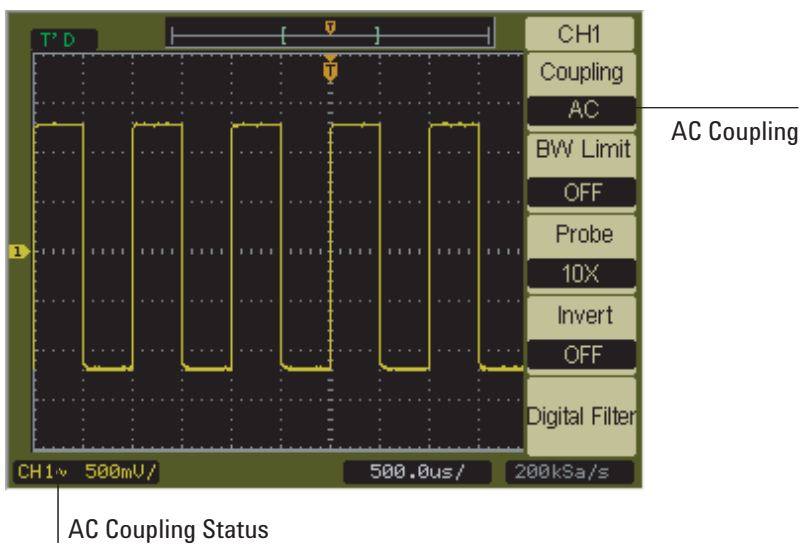 T'D
T
CH1
T
Coupling
AC
AC Coupling
BW Limit
OFF
Probe
1
10X
Invert
OFF
Digital Filter
CH1∿ 500mV/
500.0us/
200kSa/s
AC Coupling Status